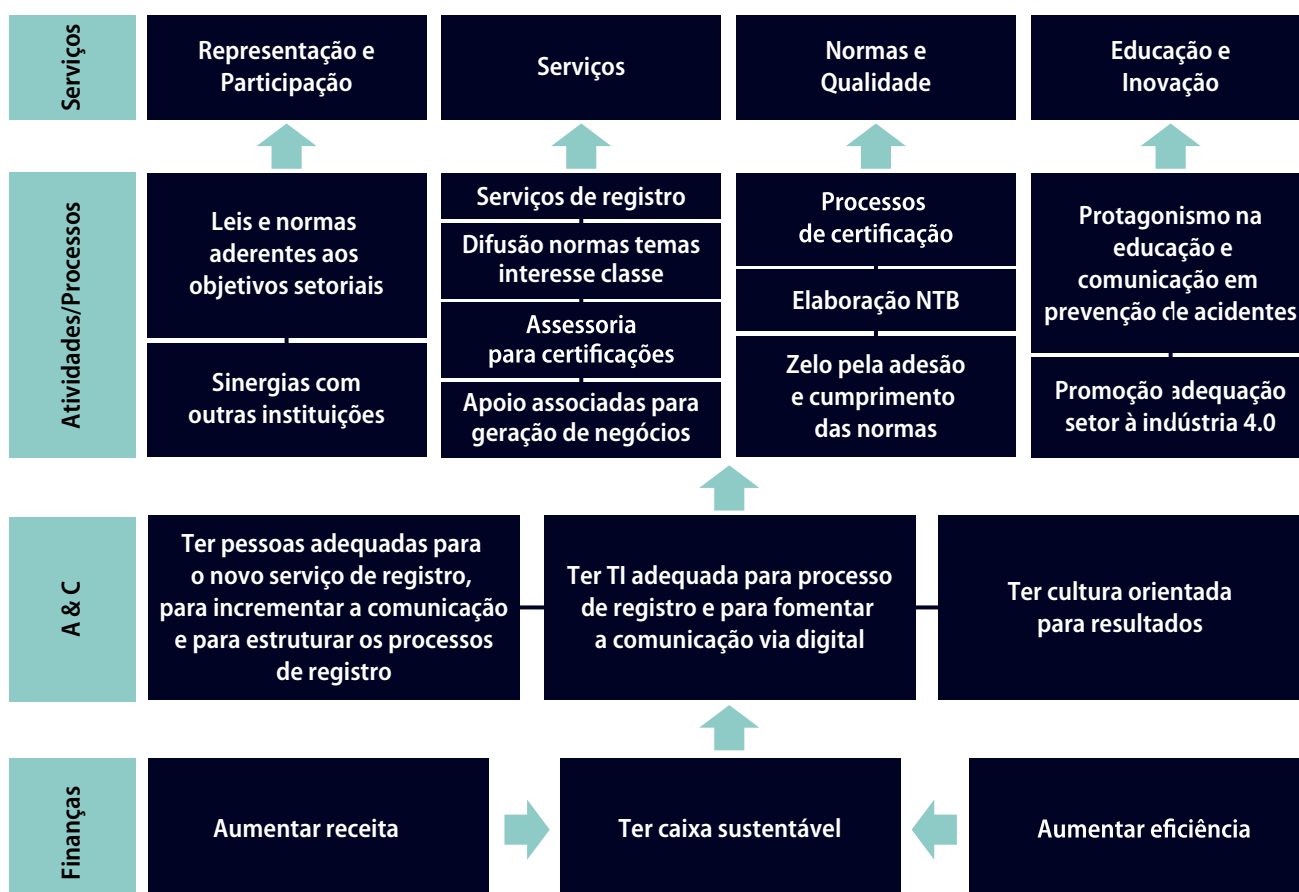 Serviços
Representação e
Participação
Serviços
Normas e
Qualidade
Educação e
Inovação
Atividades/Processos
Leis e normas
aderentes aos
objetivos setoriais
Sinergias com
outras instituições
Serviços de registro
Difusão normas temas
interesse classe
Assessoria
para certificações
Apoio associadas para
geração de negócios
Processos
de certificação
Elaboração NTB
Zelo pela adesão
e cumprimento
das normas
Protagonismo na
educação e
comunicação em
prevenção de acidentes
Promoção adequação
setor à indústria 4.0
A & C
Ter pessoas adequadas para
o novo serviço de registro,
para incrementar a comunicação
e para estruturar os processos
de registro
Ter TI adequada para processo
de registro e para fomentar
a comunicação via digital
Ter cultura orientada
para resultados
Finanças
Aumentar receita
Ter caixa sustentável
Aumentar eficiência